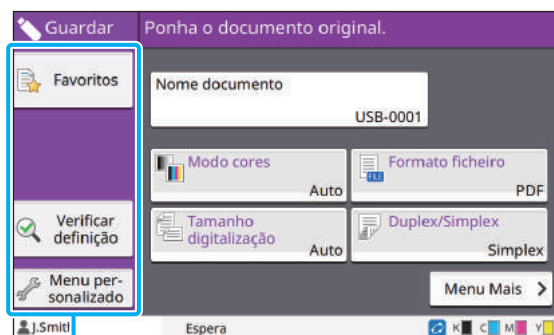 Guardar
Ponha o documento original.
Favoritos
Nome documento
USB-0001
Modo cores
Auto
Formato ficheiro
FILE
PDF
Verificar
definição
Tamanho
digitalização
Auto
Duplex/Simplex
Simplex
Menu per-
sonalizado
Menu Mais
J.Smitl
Espera
K C M Y